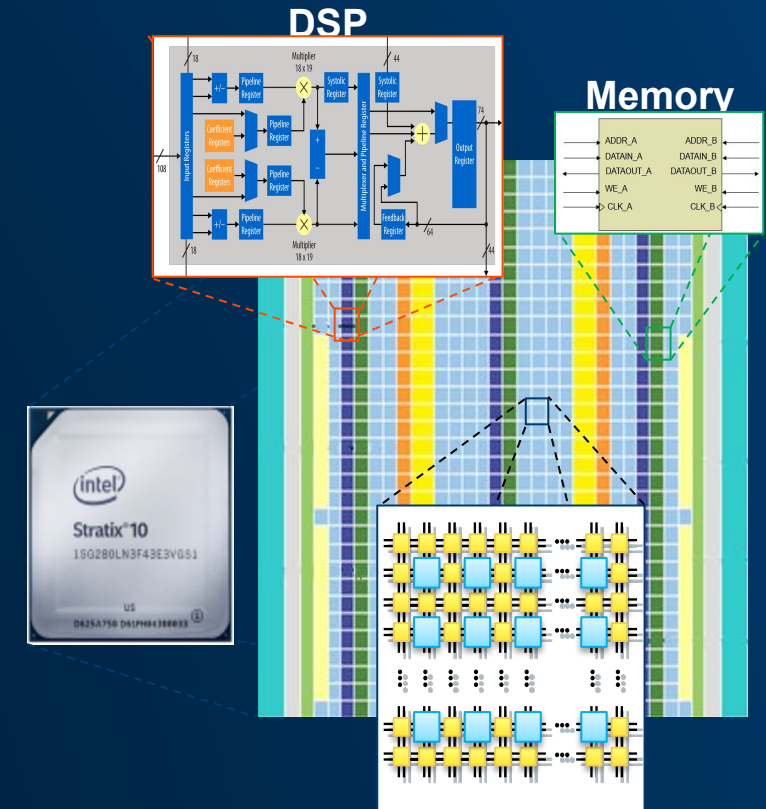 DSP
18
44
Multiplier
18 x 19
+/–
Pipeline
Register
X
Systolic
Register
Systolic
Register
74
Coefficient
Registers
Pipeline
Register
Input Registers
108
+
–
Multiplexer and Pipeline Register
+
Output
Register
Coefficient
Registers
Pipeline
Register
+/–
Pipeline
Register
X
Feedback
Register
64
Multiplier
18 x 19
18
44
Memory
ADDR_A ADDR_B
DATAIN_A DATAIN_B
DATAOUT_A DATAOUT_B
WE_A WE_B
CLK_A CLK_B
intel
Stratix® 10
1SG280LN3F43E3VGS1
US